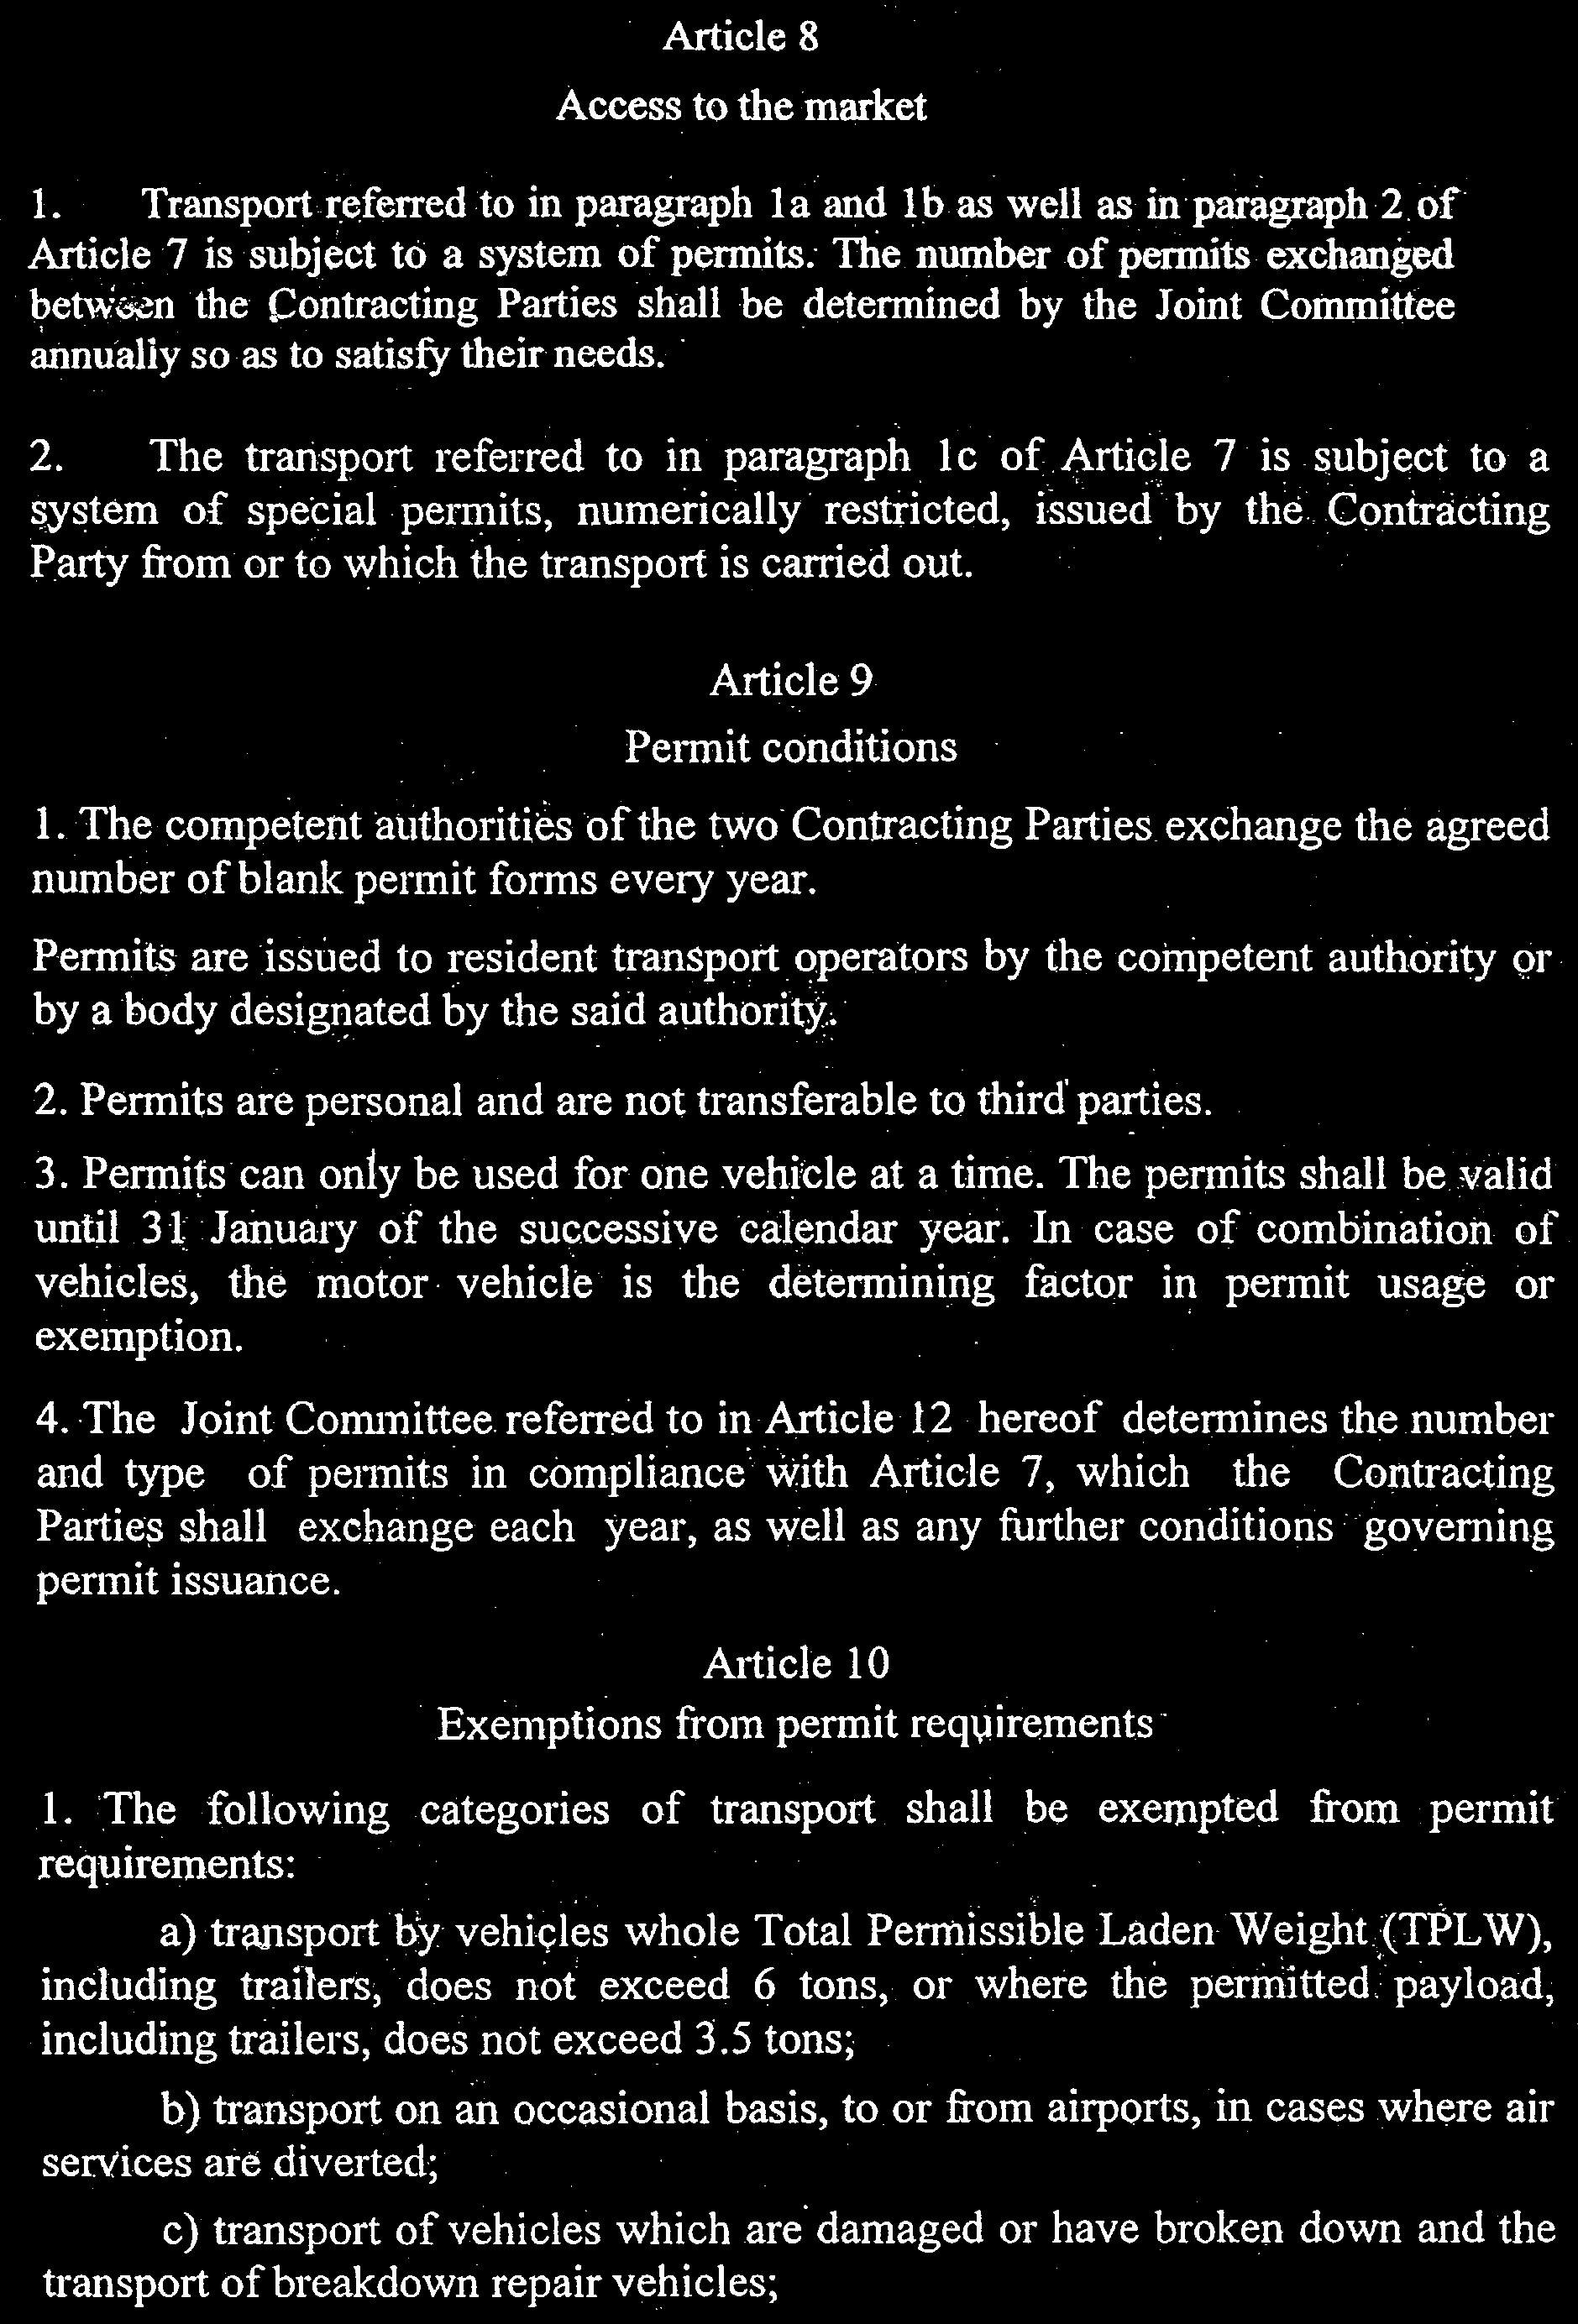 Article 8
Access to the market
1. Transport referred to in paragraph 1a and 1b as well as in paragraph 2 of
Article 7 is subject to a system of permits. The number of permits exchanged
between the Contracting Parties shall be determined by the Joint Committee
annually so as to satisfy their needs.
2. The transport referred to in paragraph 1c of Article 7 is subject to a
system of special permits, numerically restricted, issued by the Contracting
Party from or to which the transport is carried out.
Article 9
Permit conditions
1. The competent authorities of the two Contracting Parties exchange the agreed
number of blank permit forms every year.
Permits are issued to resident transport operators by the competent authority or
by a body designated by the said authority.
2. Permits are personal and are not transferable to third parties.
3. Permits can only be used for one vehicle at a time. The permits shall be valid
until 31 January of the successive calendar year. In case of combination of
vehicles, the motor vehicle is the determining factor in permit usage or
exemption.
4. The Joint Committee referred to in Article 12 hereof determines the number
and type of permits in compliance with Article 7, which the Contracting
Parties shall exchange each year, as well as any further conditions governing
permit issuance.
Article 10
Exemptions from permit requirements
1. The following categories of transport shall be exempted from permit
requirements:
a) transport by vehicles whole Total Permissible Laden Weight (TPLW),
including trailers, does not exceed 6 tons, or where the permitted payload,
including trailers, does not exceed 3.5 tons;
b) transport on an occasional basis, to or from airports, in cases where air
services are diverted;
c) transport of vehicles which are damaged or have broken down and the
transport of breakdown repair vehicles;